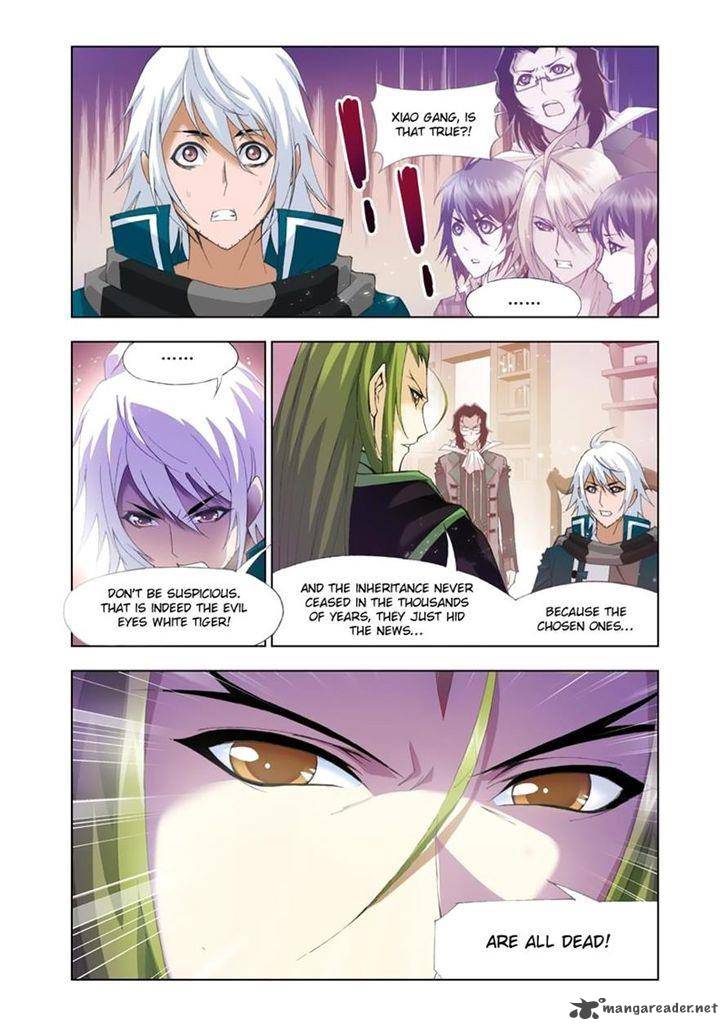 XIAO GANG, IS
THAT TRUE?!
......
......
DON'T BE SUSPICIOUS.
THAT IS INDEED THE EVIL
EYES WHITE TIGER!
AND THE INHERITANCE NEVER
CEASED IN THE THOUSANDS
OF YEARS, THEY JUST HID
THE NEWS...
BECAUSE THE
CHOSEN ONES...
ARE ALL DEAD!
mangareader.net